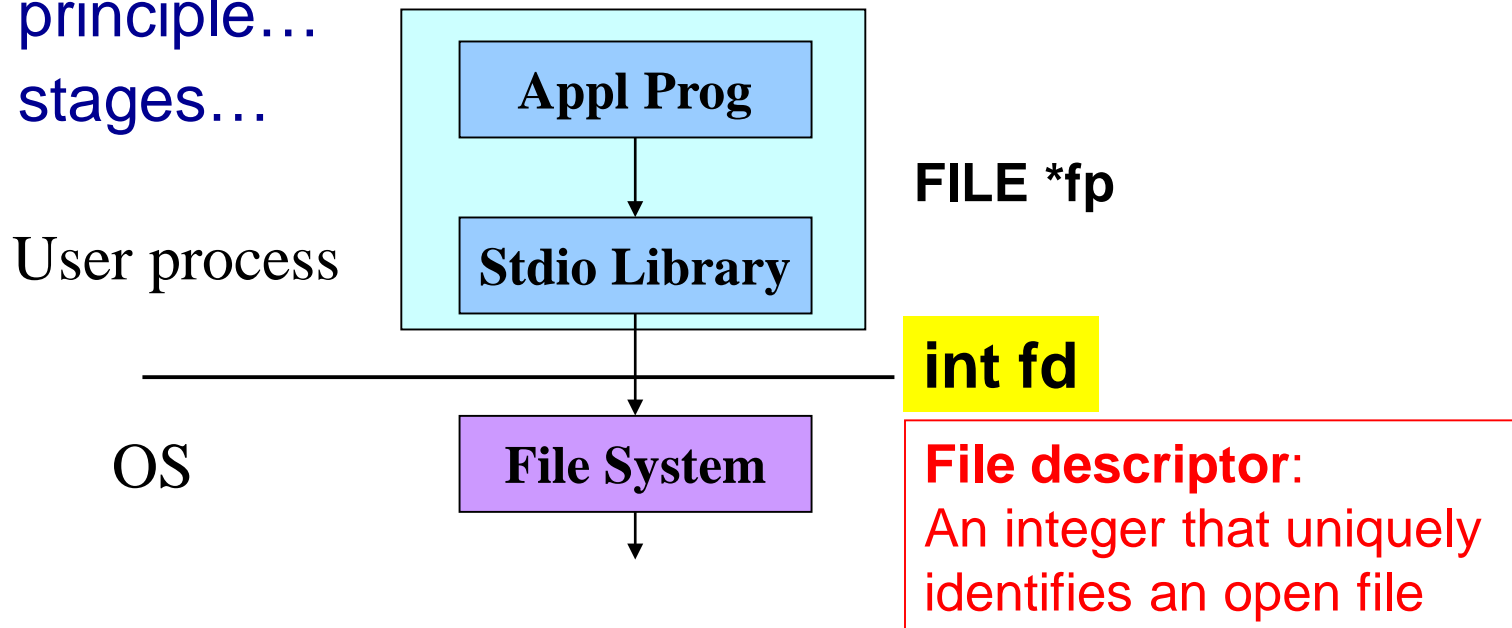 principle…
stages…
Appl Prog
FILE *fp
User process
Stdio Library
int fd
OS
File System
File descriptor:
An integer that uniquely
identifies an open file